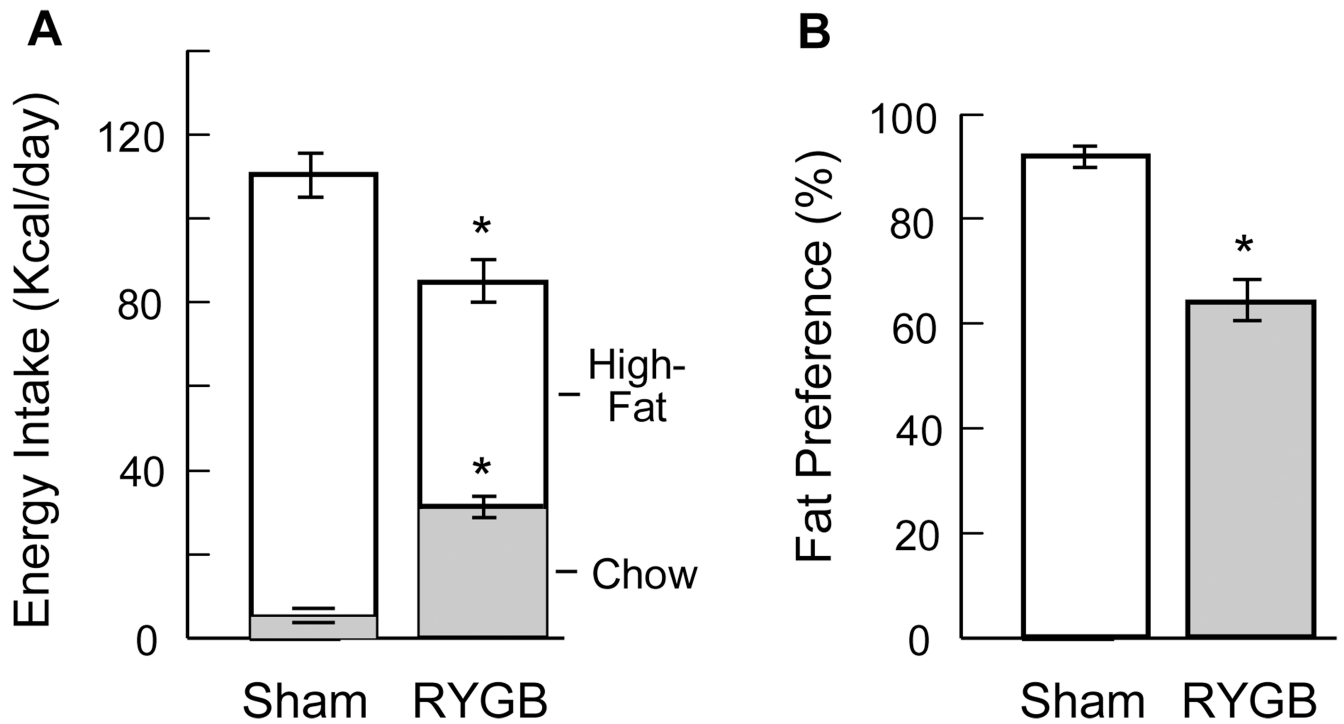 A
Energy Intake (Kcal/day)
120
80
40
0
*
*
High-
Fat
Chow
Sham RYGB
B
Fat Preference (%)
100
80
60
40
20
0
*
Sham RYGB